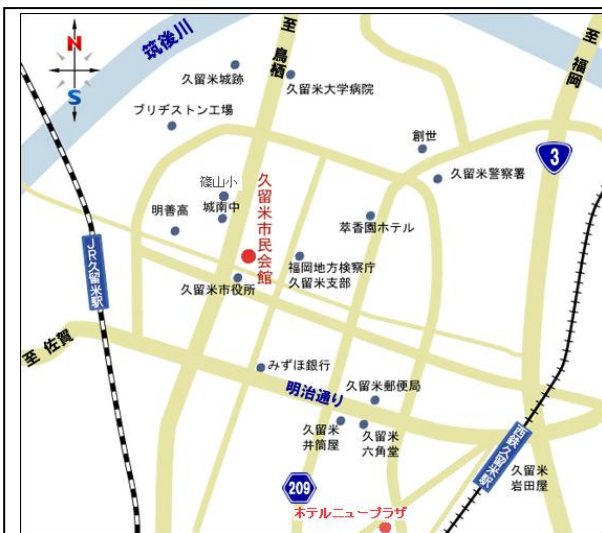 N
S
筑後川
至 鳥栖
至 福岡
久留米城跡
久留米大学病院
ブリヂストン工場
創世
3
久留米警察署
篠山小
久留米市民会館
明善高
城南中
萃香園ホテル
福岡地方検察庁
久留米支部
JR久留米駅
久留米市役所
至 佐賀
みずほ銀行
明治通り
久留米郵便局
久留米
井筒屋
久留米
六角堂
西鉄久留米駅
久留米
岩田屋
209
ホテルニュープラザ